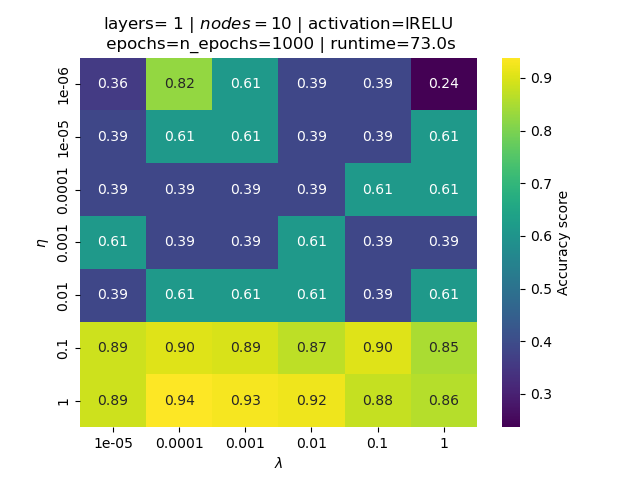 layers= 1 | nodes = 10 | activation=lRELU
epochs=n_epochs=1000 | runtime=73.0s
1e-06 0.36 0.82 0.61 0.39 0.39 0.24
1e-05 0.39 0.61 0.61 0.39 0.39 0.61
0.0001 0.39 0.39 0.39 0.39 0.61 0.61
0.001 0.61 0.39 0.39 0.61 0.39 0.39
0.01 0.39 0.61 0.61 0.61 0.39 0.61
0.1 0.89 0.90 0.89 0.87 0.90 0.85
1 0.89 0.94 0.93 0.92 0.88 0.86
1e-05 0.0001 0.001 0.01 0.1 1
η
λ
0.9
0.8
0.7
0.6
0.5
0.4
0.3
Accuracy score